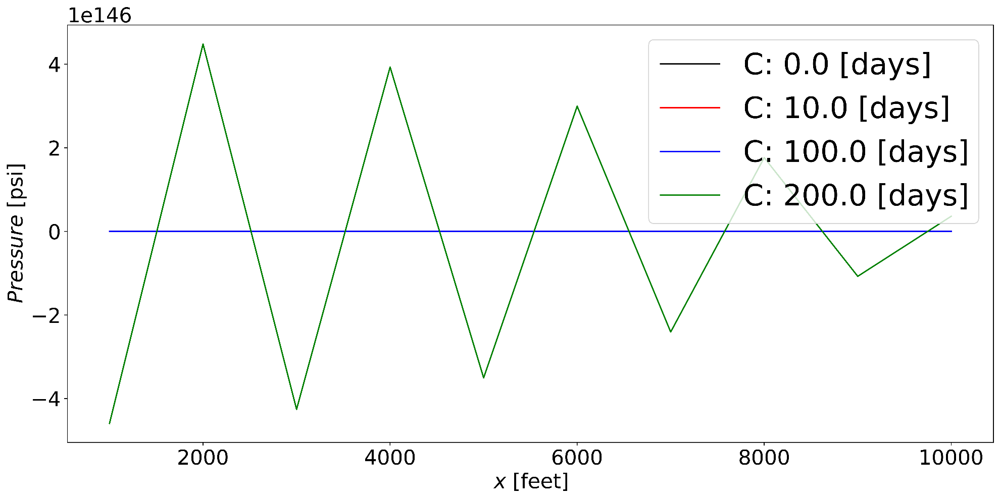 1e146
4
2
0
−2
−4
Pressure [psi]
C: 0.0 [days]
C: 10.0 [days]
C: 100.0 [days]
C: 200.0 [days]
2000 4000 6000 8000 10000
x [feet]